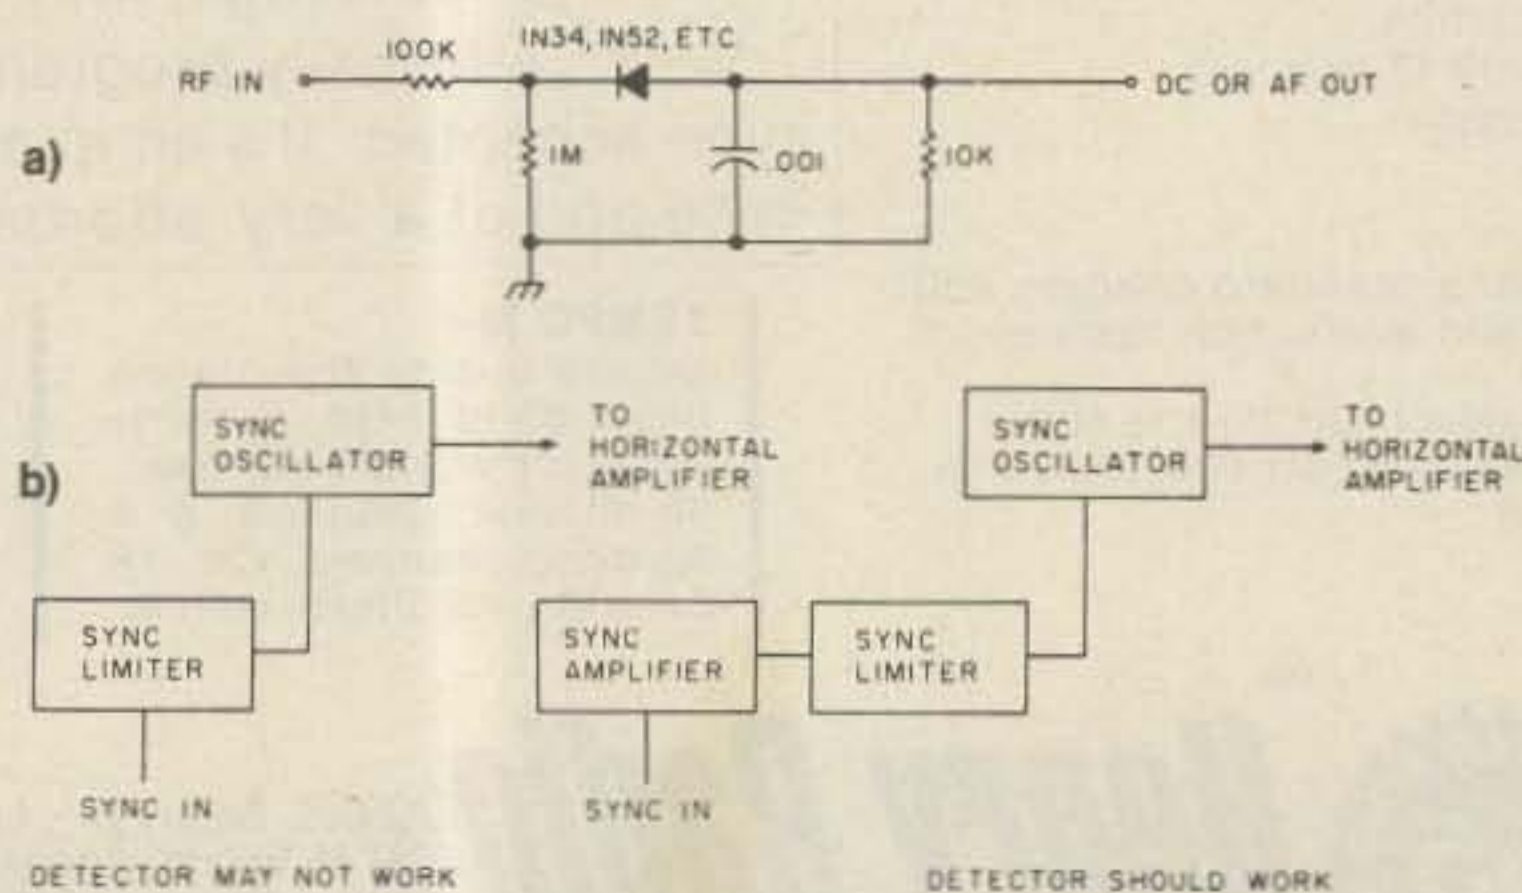 IN34, IN52, ETC
100K
RF IN
DC OR AF OUT
a)
1M
.001
10K
b)
SYNC
OSCILLATOR
TO
HORIZONTAL
AMPLIFIER
SYNC
LIMITER
SYNC IN
DETECTOR MAY NOT WORK
SYNC
OSCILLATOR
TO
HORIZONTAL
AMPLIFIER
SYNC
AMPLIFIER
SYNC
LIMITER
SYNC IN
DETECTOR SHOULD WORK